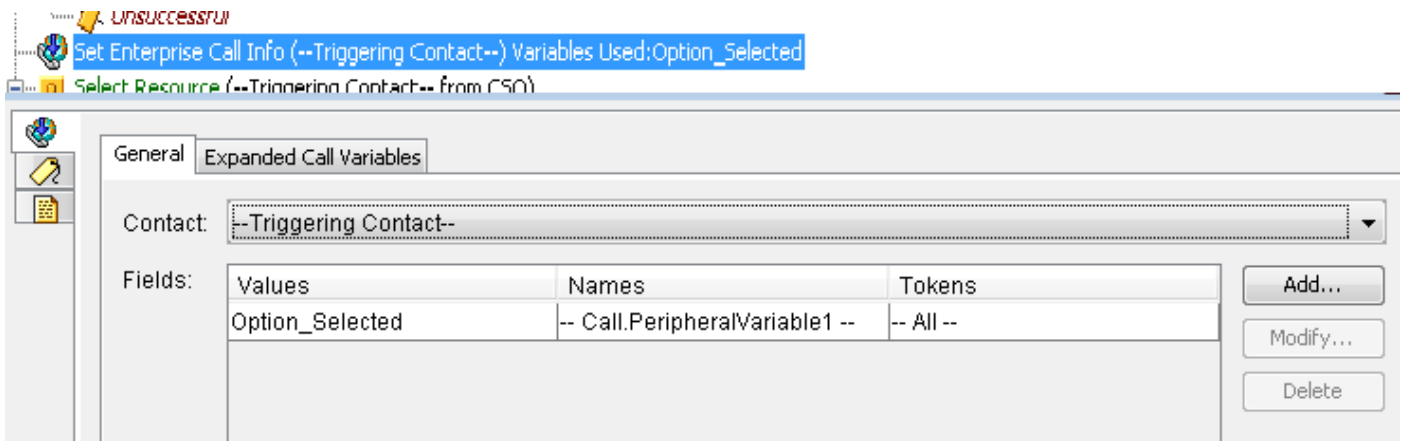 Unsuccessful
Set Enterprise Call Info (--Triggering Contact--) Variables Used:Option_Selected
Select Resource (--Triggering Contact-- from CSQ)
General Expanded Call Variables
Contact: --Triggering Contact--
Fields: Values Names Tokens Add...
Option_Selected -- Call.PeripheralVariable1 -- -- All --
Modify...
Delete